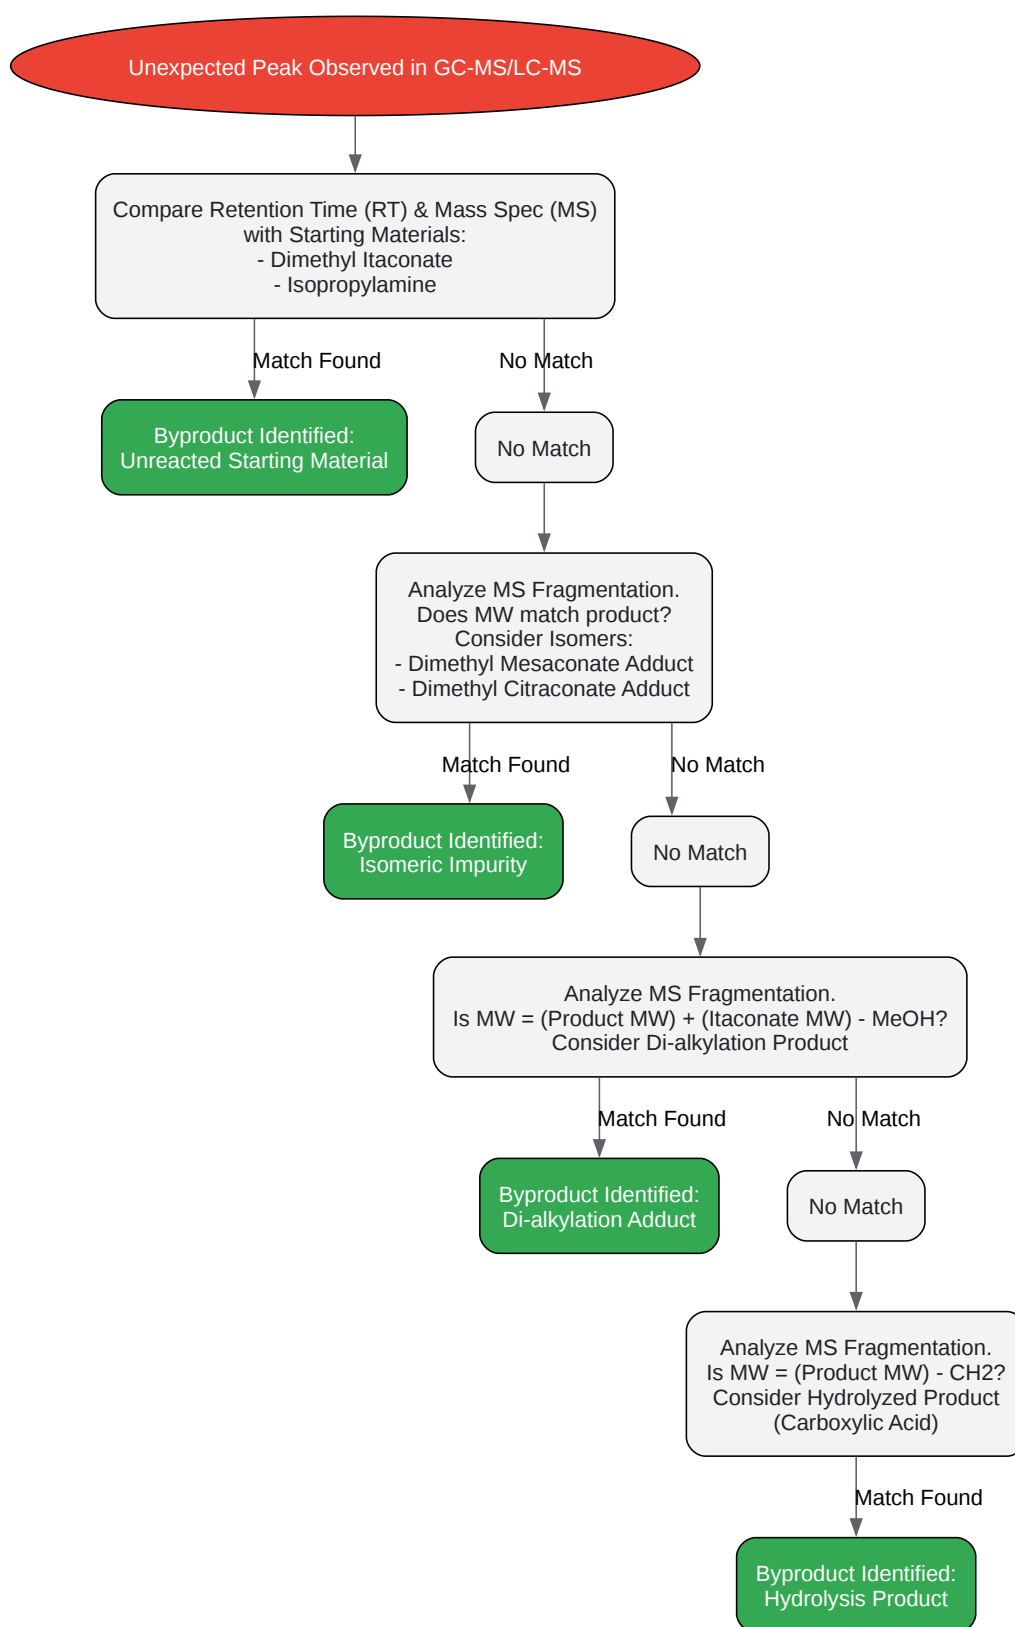 Unexpected Peak Observed in GC-MS/LC-MS
Compare Retention Time (RT) & Mass Spec (MS)
with Starting Materials:
- Dimethyl Itaconate
- Isopropylamine
Match Found
No Match
Byproduct Identified:
Unreacted Starting Material
No Match
Analyze MS Fragmentation.
Does MW match product?
Consider Isomers:
- Dimethyl Mesaconate Adduct
- Dimethyl Citraconate Adduct
Match Found
No Match
Byproduct Identified:
Isomeric Impurity
No Match
Analyze MS Fragmentation.
Is MW = (Product MW) + (Itaconate MW) - MeOH?
Consider Di-alkylation Product
Match Found
No Match
Byproduct Identified:
Di-alkylation Adduct
No Match
Analyze MS Fragmentation.
Is MW = (Product MW) - CH2?
Consider Hydrolyzed Product
(Carboxylic Acid)
Match Found
Byproduct Identified:
Hydrolysis Product